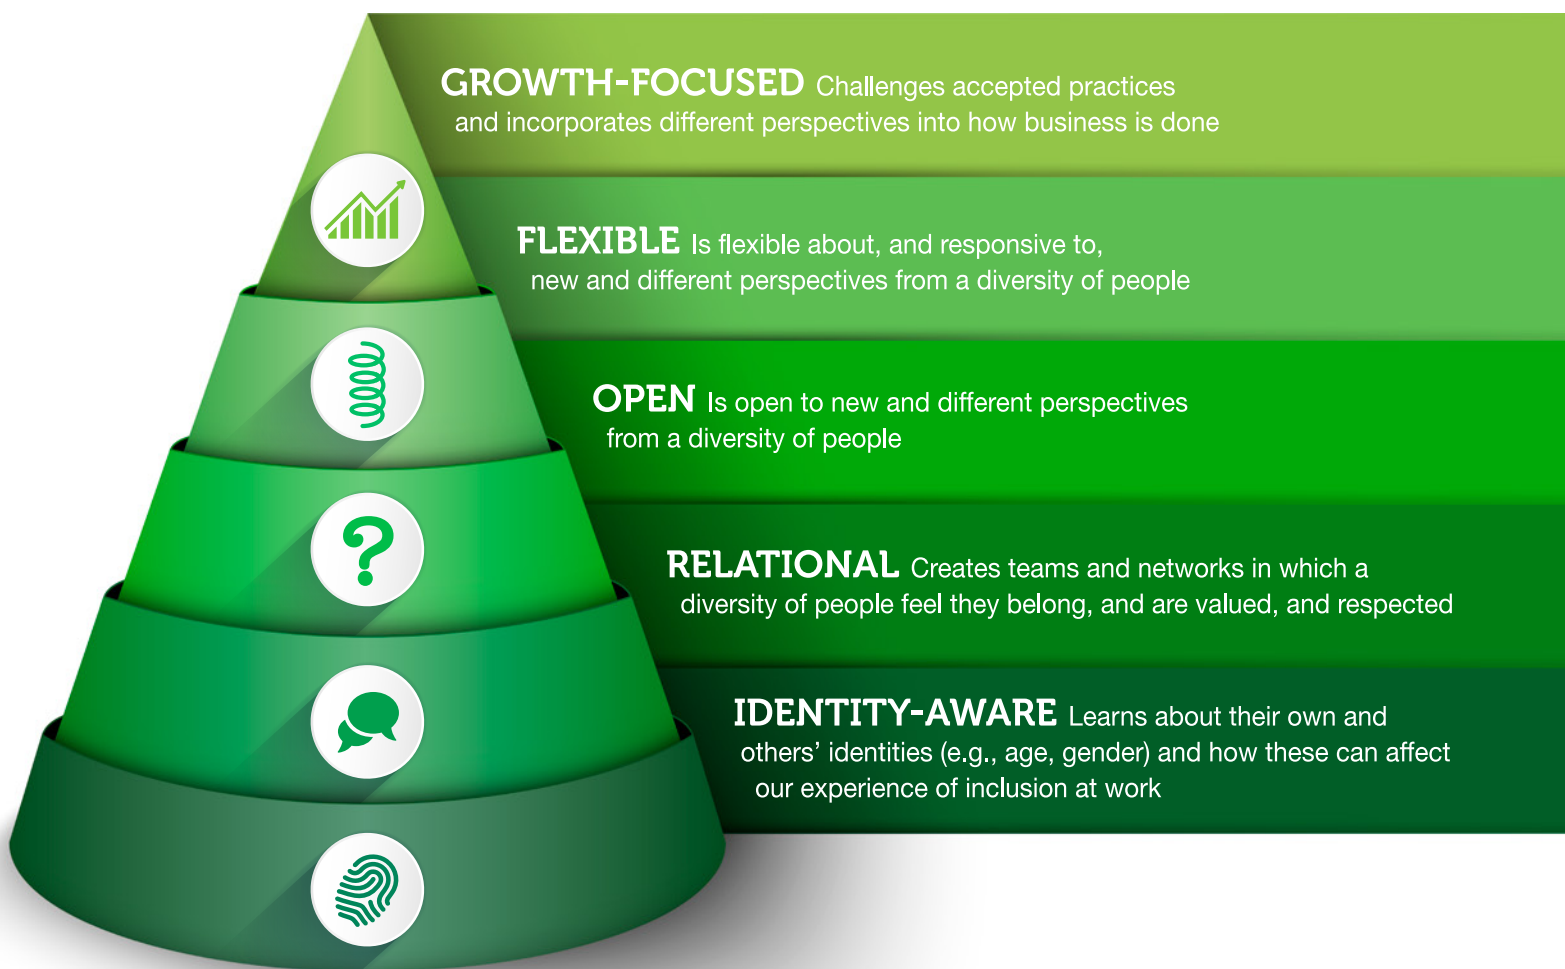 GROWTH-FOCUSED Challenges accepted practices
and incorporates different perspectives into how business is done
FLEXIBLE Is flexible about, and responsive to,
new and different perspectives from a diversity of people
OPEN Is open to new and different perspectives
from a diversity of people
?
RELATIONAL Creates teams and networks in which a
diversity of people feel they belong, and are valued, and respected
IDENTITY-AWARE Learns about their own and
others’ identities (e.g., age, gender) and how these can affect
our experience of inclusion at work